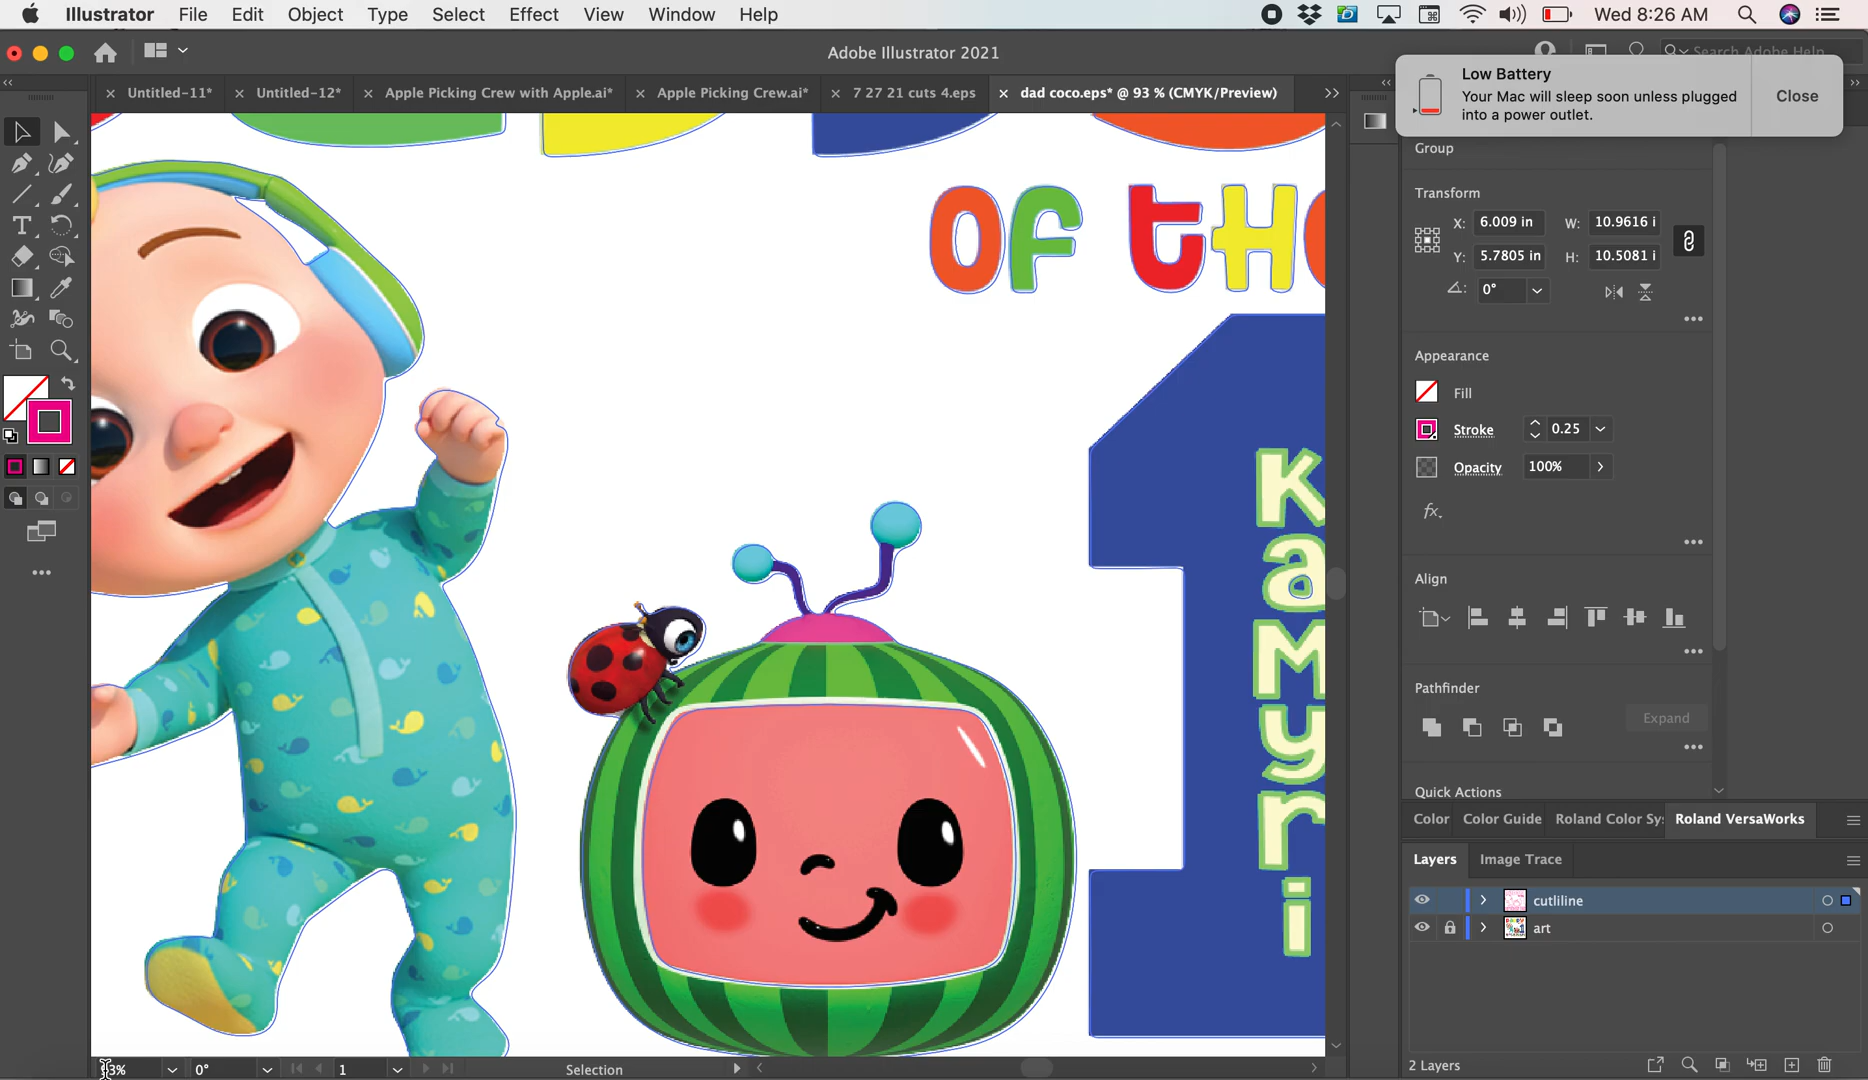 Illustrator File Edit Object Type Select Effect View Window Help
Wed 8:26 AM
Adobe Illustrator 2021
Search Adobe Help
Low Battery
Your Mac will sleep soon unless plugged
into a power outlet.
Close
Untitled-11* Untitled-12* Apple Picking Crew with Apple.ai* Apple Picking Crew.ai* 7 27 21 cuts 4.eps dad coco.eps* @ 93 % (CMYK/Preview)
Group
Transform
X: 6.009 in W: 10.9616 i
Y: 5.7805 in H: 10.5081 i
0°
Appearance
Fill
Stroke 0.25
Opacity 100%
fx.
Align
Pathfinder
Expand
Quick Actions
Color Color Guide Roland Color Sy: Roland VersaWorks
Layers Image Trace
cutliline
art
2 Layers
OF tH
KaMyri
93% 0° 1 Selection